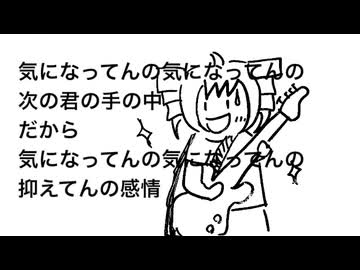 気になってんの気になってんの
次の君の手の中
だから
気になってんの気になってんの
抑えてんの感情